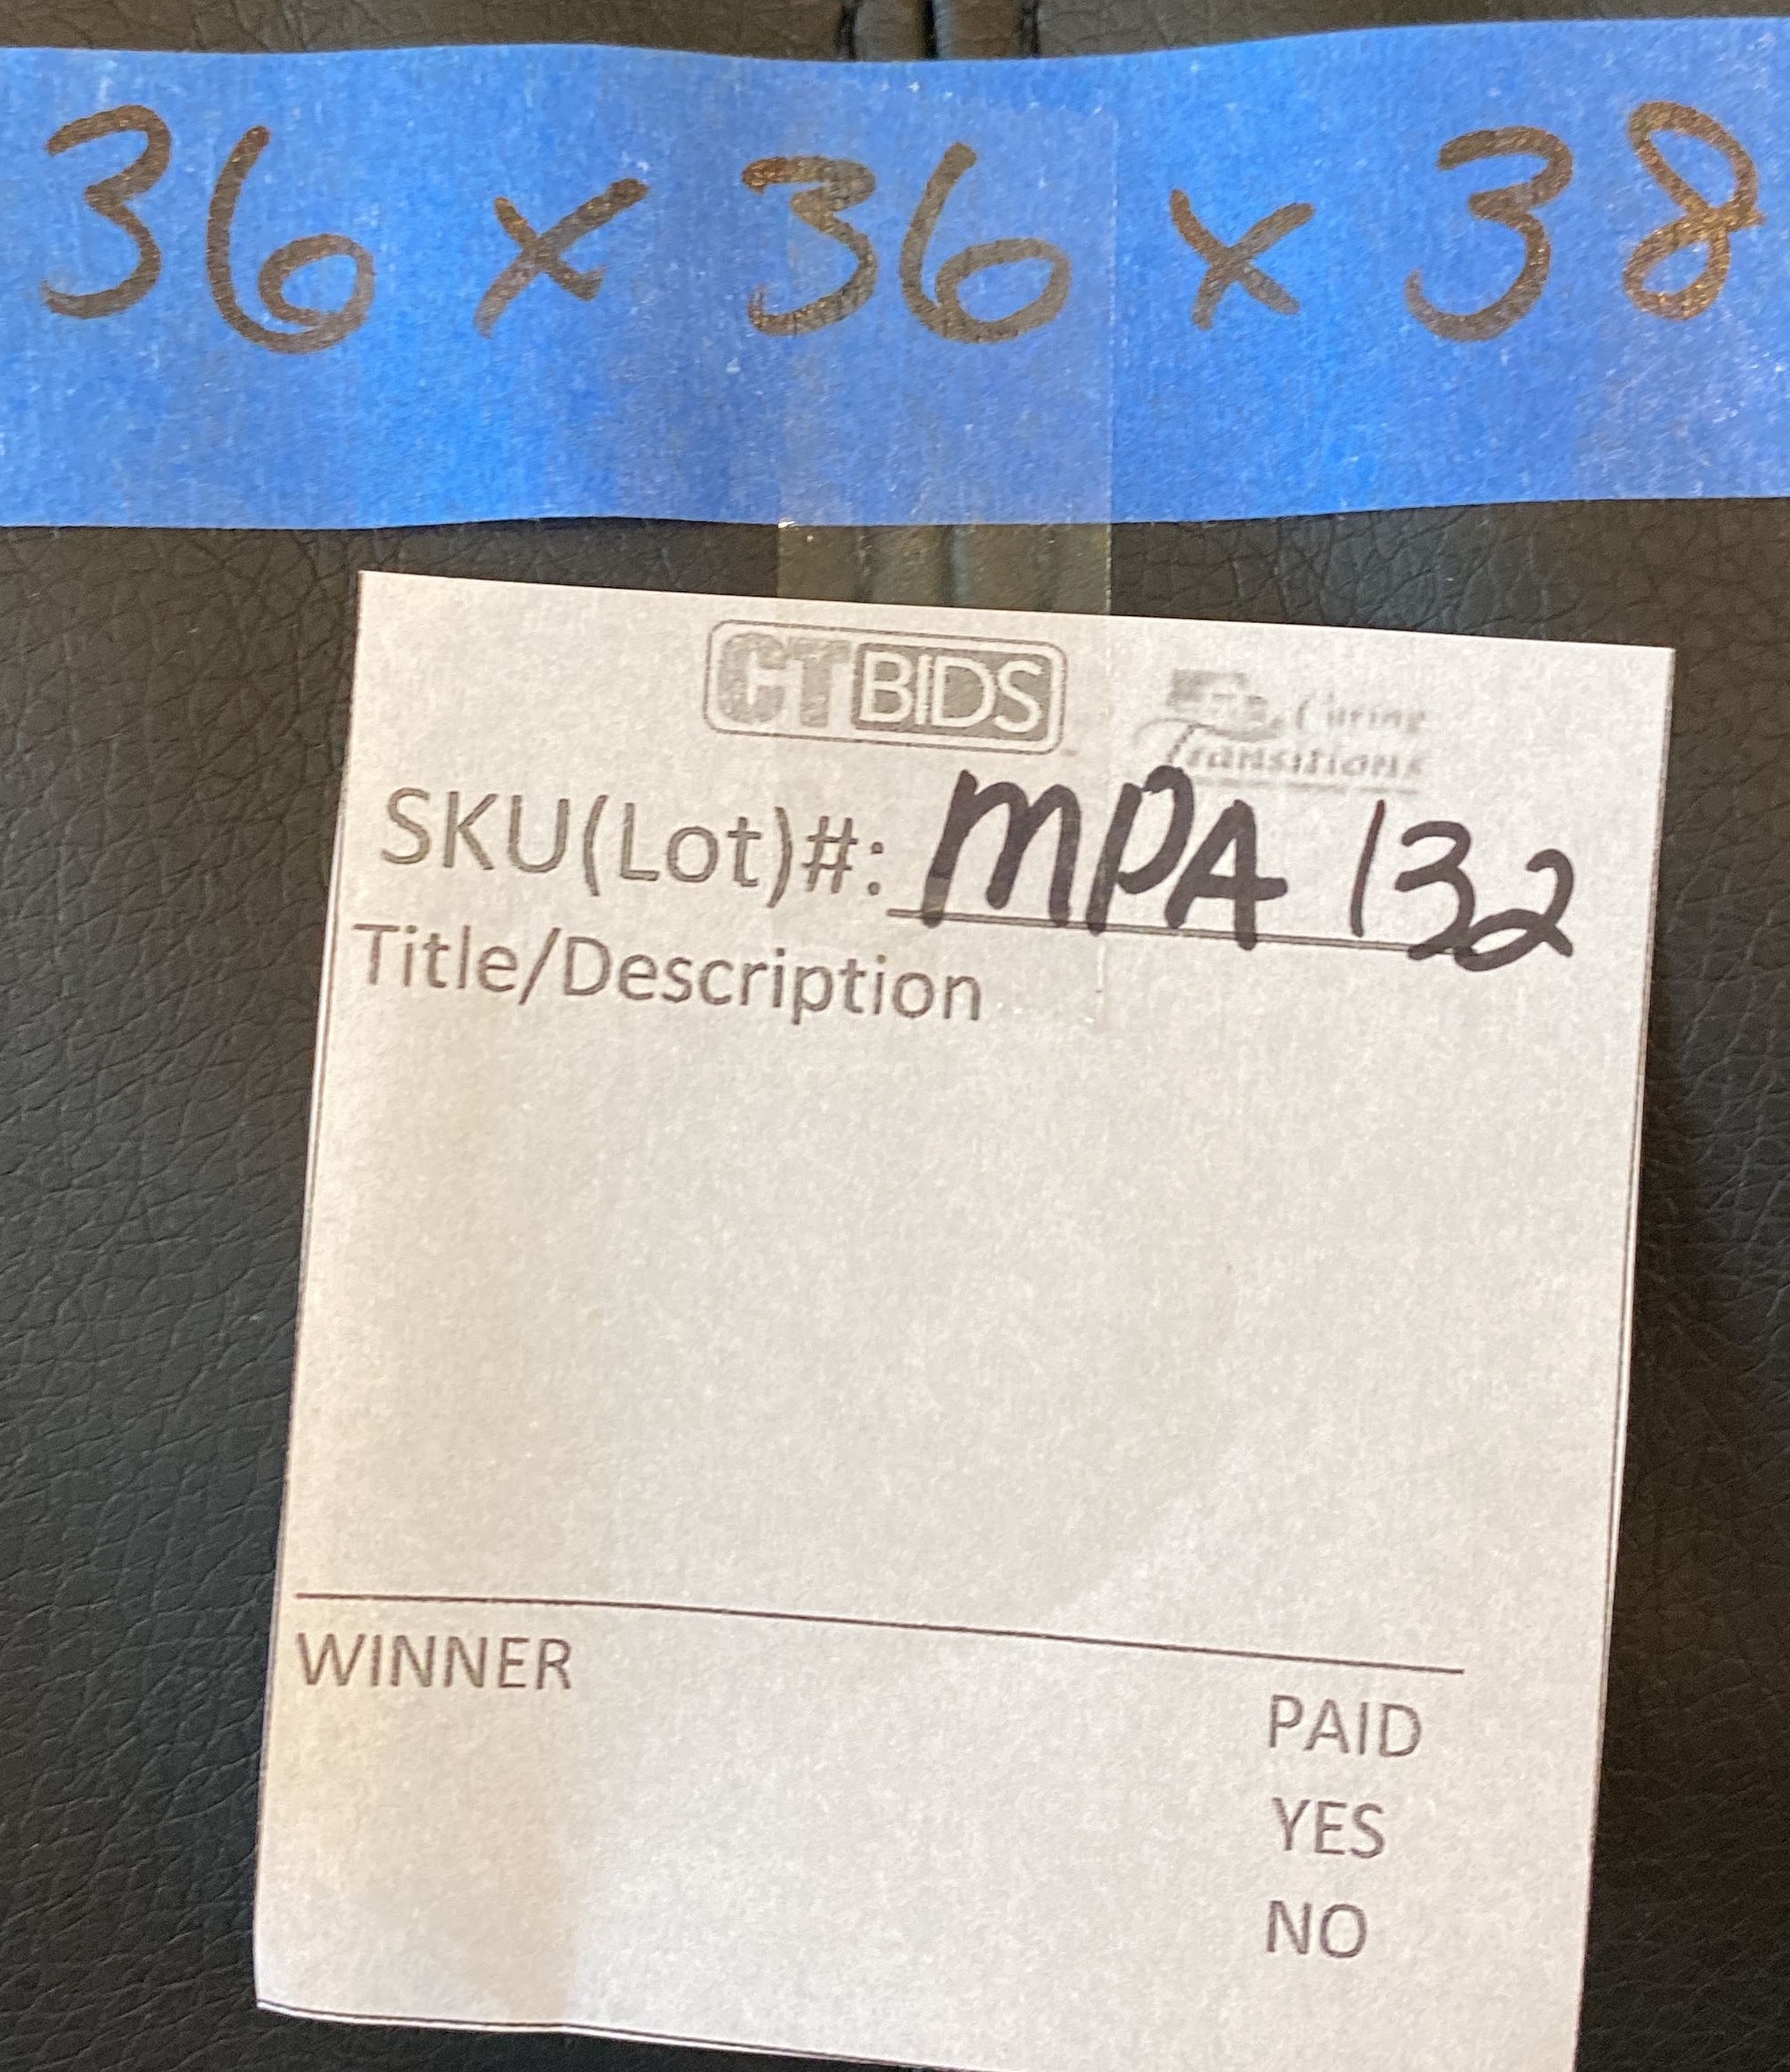 36 x 36 x 38
CTBIDS
Caring
Transitions
SKU(Lot)#: MPA 132
Title/Description
WINNER
PAID
YES
NO